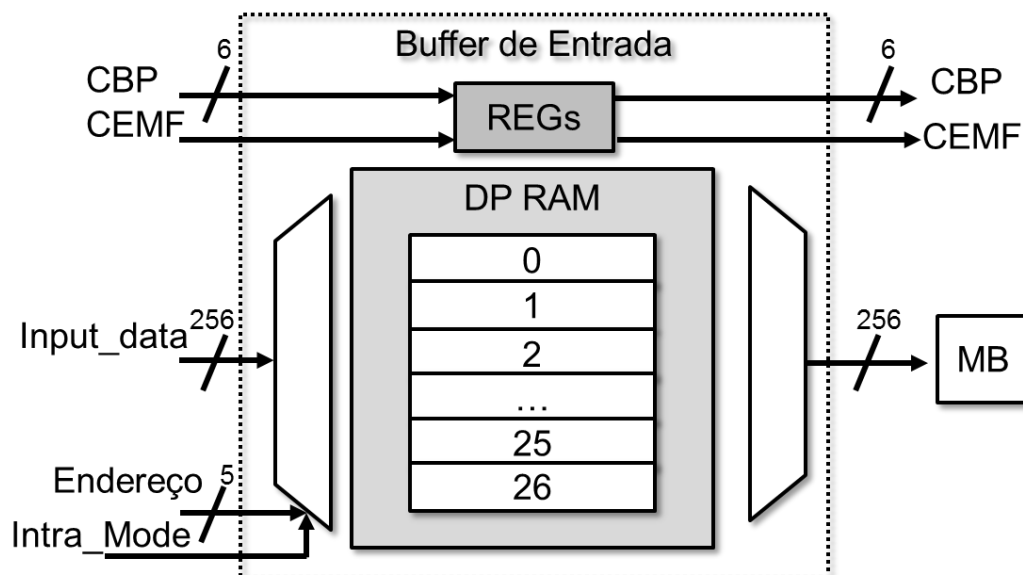 Buffer de Entrada
6
CBP
CEMF
REGs
6
CBP
CEMF
DP RAM
0
1
2
...
25
26
Input_data
256
256
MB
Endereço
5
Intra_Mode